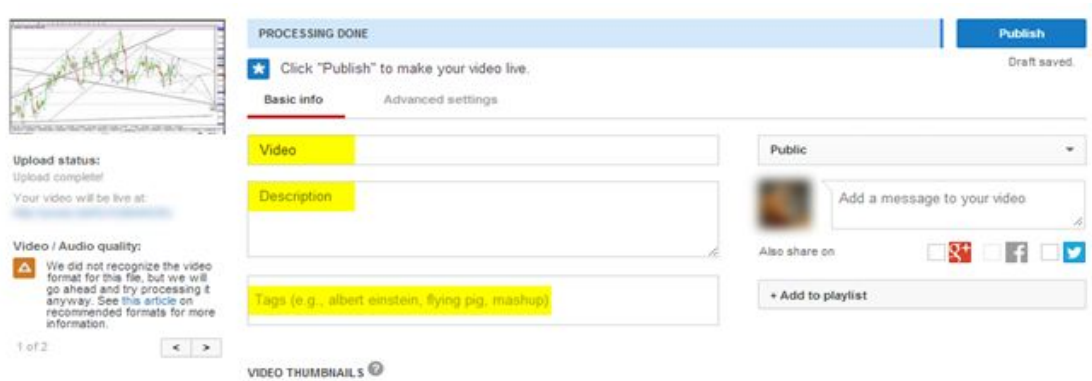 PROCESSING DONE
Publish
Click "Publish" to make your video live.
Draft saved.
Basic info
Advanced settings
Video
Public
Description
Add a message to your video
Also share on
Tags (e.g., albert einstein, flying pig, mashup)
+ Add to playlist
Upload status:
Upload complete!
Your video will be live at:
Video / Audio quality:
We did not recognize the video
format for this file, but we will
go ahead and try processing it
anyway. See this article on
recommended formats for more
information.
1 of 2
< >
VIDEO THUMBNAILS ?